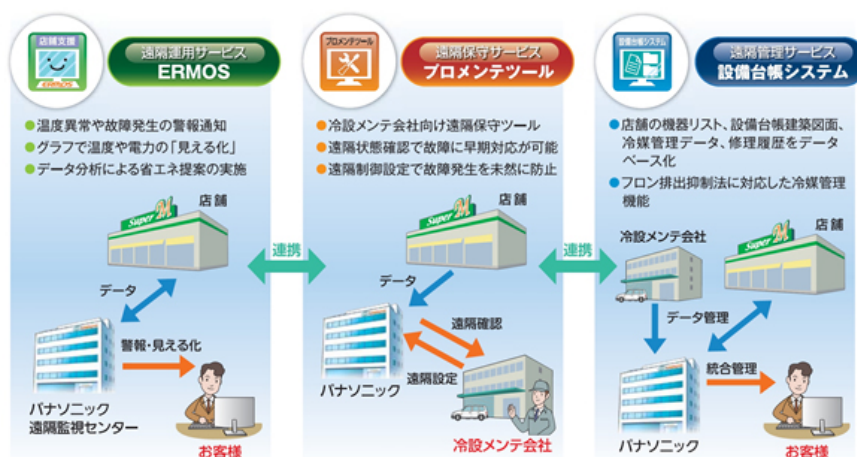 店舗支援
ERMOS
遠隔運用サービス
ERMOS
●温度異常や故障発生の警報通知
●グラフで温度や電力の「見える化」
●データ分析による省エネ提案の実施
店舗
Super M
データ
警報・見える化
パナソニック
遠隔監視センター
お客様
連携
プロメンテツール
遠隔保守サービス
プロメンテツール
●冷設メンテ会社向け遠隔保守ツール
●遠隔状態確認で故障に早期対応が可能
●遠隔制御設定で故障発生を未然に防止
店舗
Super M
データ
遠隔確認
遠隔設定
パナソニック
冷設メンテ会社
連携
設備台帳システム
遠隔管理サービス
設備台帳システム
●店舗の機器リスト、設備台帳建築図面、
冷媒管理データ、修理履歴をデータ
ベース化
●フロン排出抑制法に対応した冷媒管理
機能
冷設メンテ会社
店舗
Super M
データ管理
統合管理
パナソニック
お客様